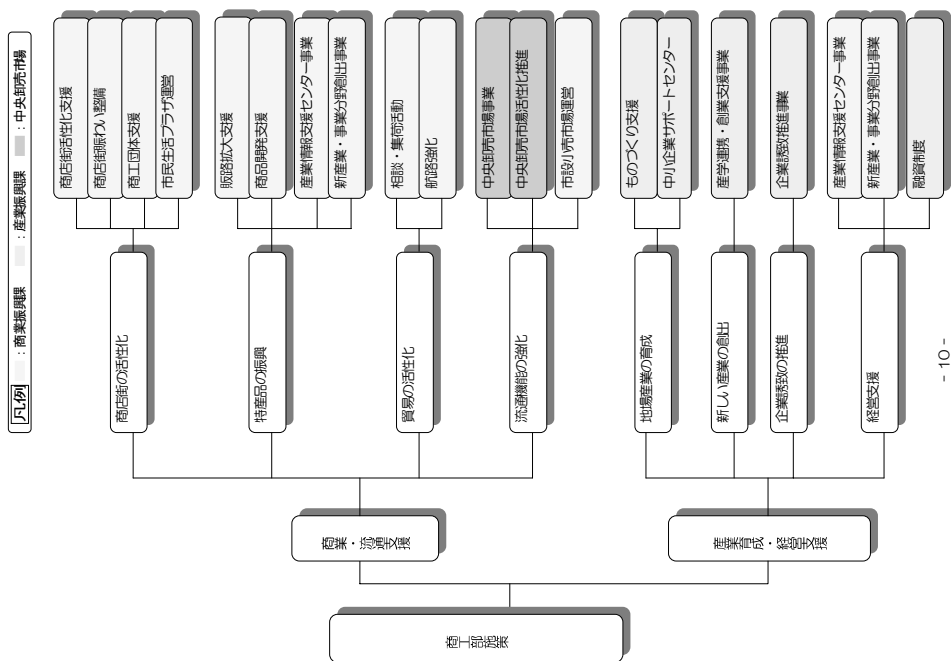 凡例 ：商業振興課 ：産業振興課 ：中央卸売市場
商工部施策
商業・流通支援
商店街の活性化
商店街活性化支援
商店街賑わい整備
商工団体支援
市民生活プラザ運営
特産品の振興
販路拡大支援
商品開発支援
産業情報支援センター事業
新産業・事業分野創出事業
貿易の活性化
相談・集荷活動
航路強化
流通機能の強化
中央卸売市場事業
中央卸売市場活性化推進
市設小売市場運営
産業育成・経営支援
地場産業の育成
ものづくり支援
中小企業サポートセンター
新しい産業の創出
産学連携・創業支援事業
企業誘致の推進
企業誘致推進事業
経営支援
産業情報支援センター事業
新産業・事業分野創出事業
融資制度
- 10 -